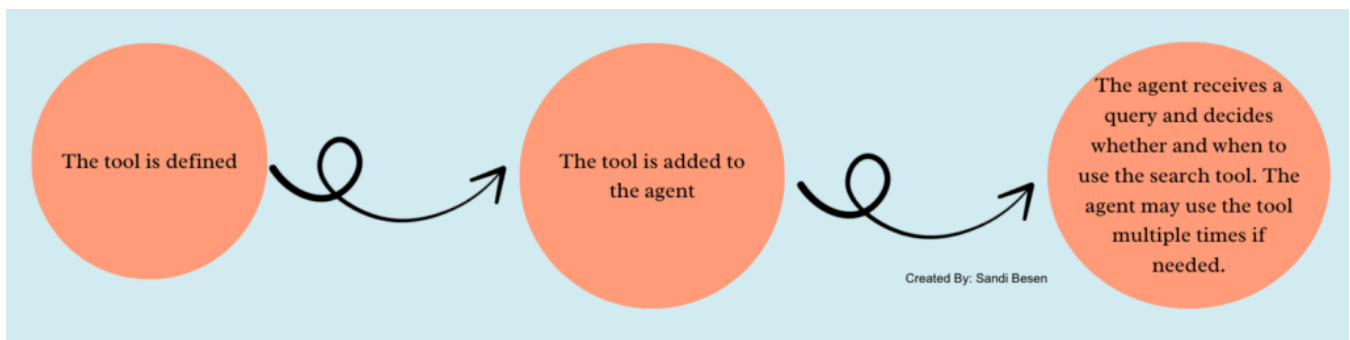 The tool is defined
The tool is added to
the agent
The agent receives a
query and decides
whether and when to
use the search tool. The
agent may use the tool
multiple times if
needed.
Created By: Sandi Besen